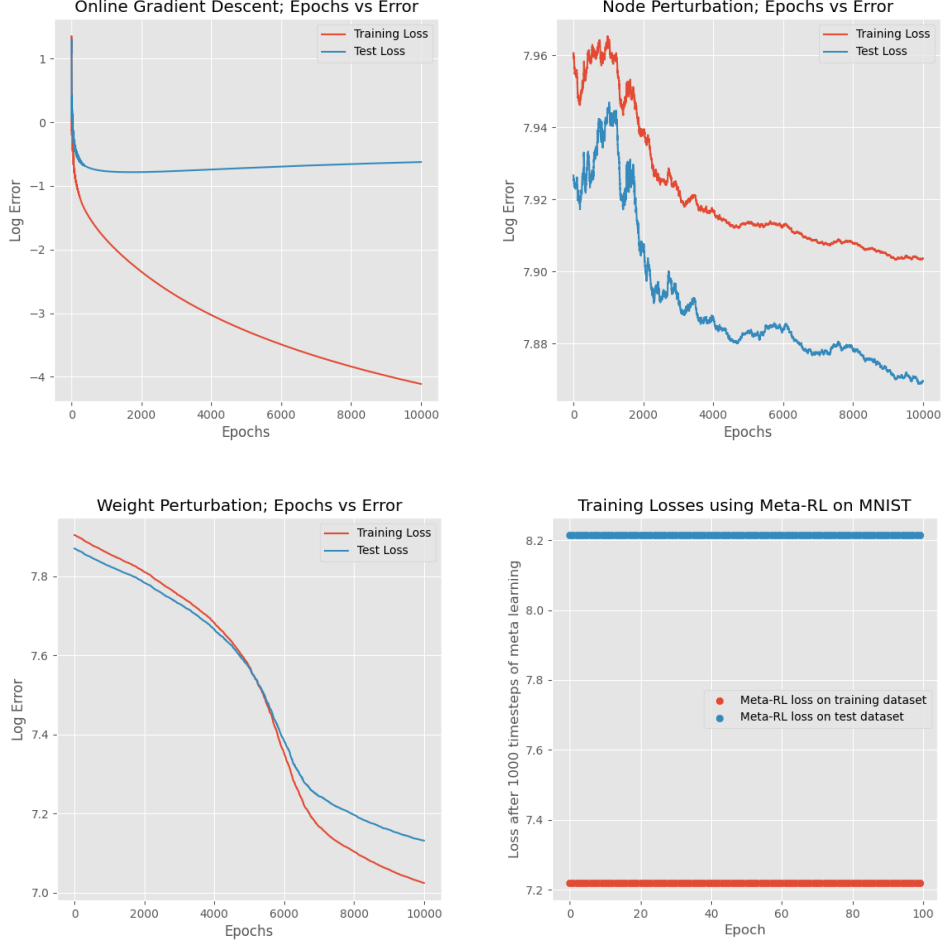 Online Gradient Descent; Epochs vs Error
Training Loss
Test Loss
1
0
−1
−2
−3
−4
Log Error
0 2000 4000 6000 8000 10000
Epochs
Node Perturbation; Epochs vs Error
Training Loss
Test Loss
7.96
7.94
7.92
7.90
7.88
Log Error
0 2000 4000 6000 8000 10000
Epochs
Weight Perturbation; Epochs vs Error
Training Loss
Test Loss
7.8
7.6
7.4
7.2
7.0
Log Error
0 2000 4000 6000 8000 10000
Epochs
Training Losses using Meta-RL on MNIST
8.2
8.0
7.8
7.6
7.4
7.2
Loss after 1000 timesteps of meta learning
Meta-RL loss on training dataset
Meta-RL loss on test dataset
0 20 40 60 80 100
Epoch